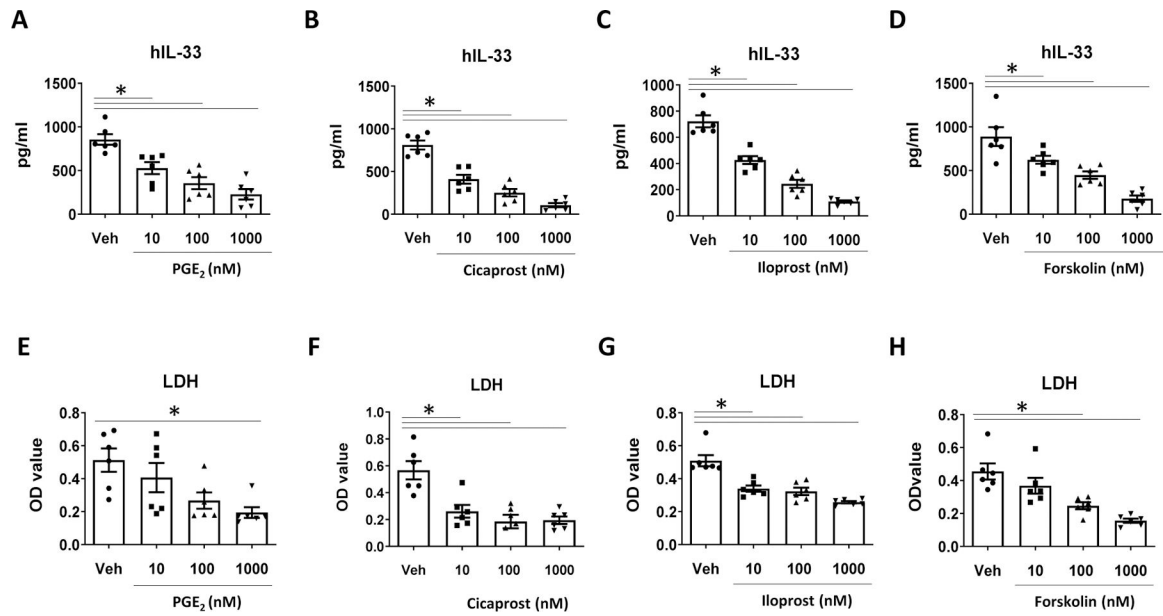 A
hIL-33
1500
1000
500
0
pg/ml
*
Veh 10 100 1000
PGE₂ (nM)
B
hIL-33
1500
1000
500
0
pg/ml
*
Veh 10 100 1000
Cicaprost (nM)
C
hIL-33
1000
800
600
400
200
0
pg/ml
*
Veh 10 100 1000
Iloprost (nM)
D
hIL-33
1500
1000
500
0
pg/ml
*
Veh 10 100 1000
Forskolin (nM)
E
LDH
0.8
0.6
0.4
0.2
0.0
OD value
*
Veh 10 100 1000
PGE₂ (nM)
F
LDH
1.0
0.8
0.6
0.4
0.2
0.0
OD value
*
Veh 10 100 1000
Cicaprost (nM)
G
LDH
0.8
0.6
0.4
0.2
0.0
OD value
*
Veh 10 100 1000
Iloprost (nM)
H
LDH
0.8
0.6
0.4
0.2
0.0
ODvalue
*
Veh 10 100 1000
Forskolin (nM)